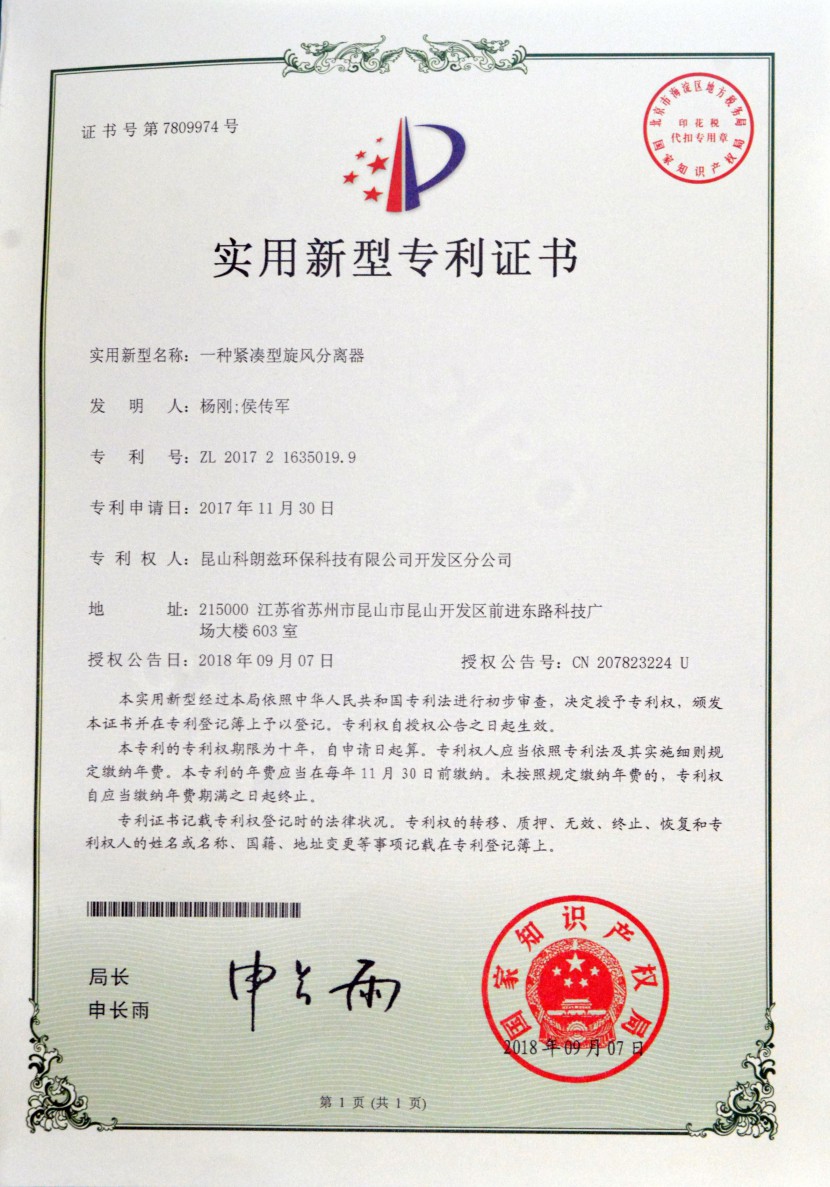 证书号第7809974号
北京市海淀区地方税务局
印花税
代扣专用章
国家知识产权局
实用新型专利证书
实用新型名称：一种紧凑型旋风分离器
发明人：杨刚;侯传军
专利号：ZL 2017 2 1635019.9
专利申请日：2017年11月30日
专利权人：昆山科朗兹环保科技有限公司开发区分公司
地址：215000 江苏省苏州市昆山市昆山开发区前进东路科技广
场大楼603室
授权公告日：2018年09月07日 授权公告号：CN 207823224 U
本实用新型经过本局依照中华人民共和国专利法进行初步审查，决定授予专利权，颁发
本证书并在专利登记簿上予以登记。专利权自授权公告之日起生效。
本专利的专利权期限为十年，自申请日起算。专利权人应当依照专利法及其实施细则规
定缴纳年费。本专利的年费应当在每年11月30日前缴纳。未按照规定缴纳年费的，专利权
自应当缴纳年费期满之日起终止。
专利证书记载专利权登记时的法律状况。专利权的转移、质押、无效、终止、恢复和专
利权人的姓名或名称、国籍、地址变更等事项记载在专利登记簿上。
局长
申长雨
申长雨
国家知识产权局
2018年09月07日
第1页(共1页)